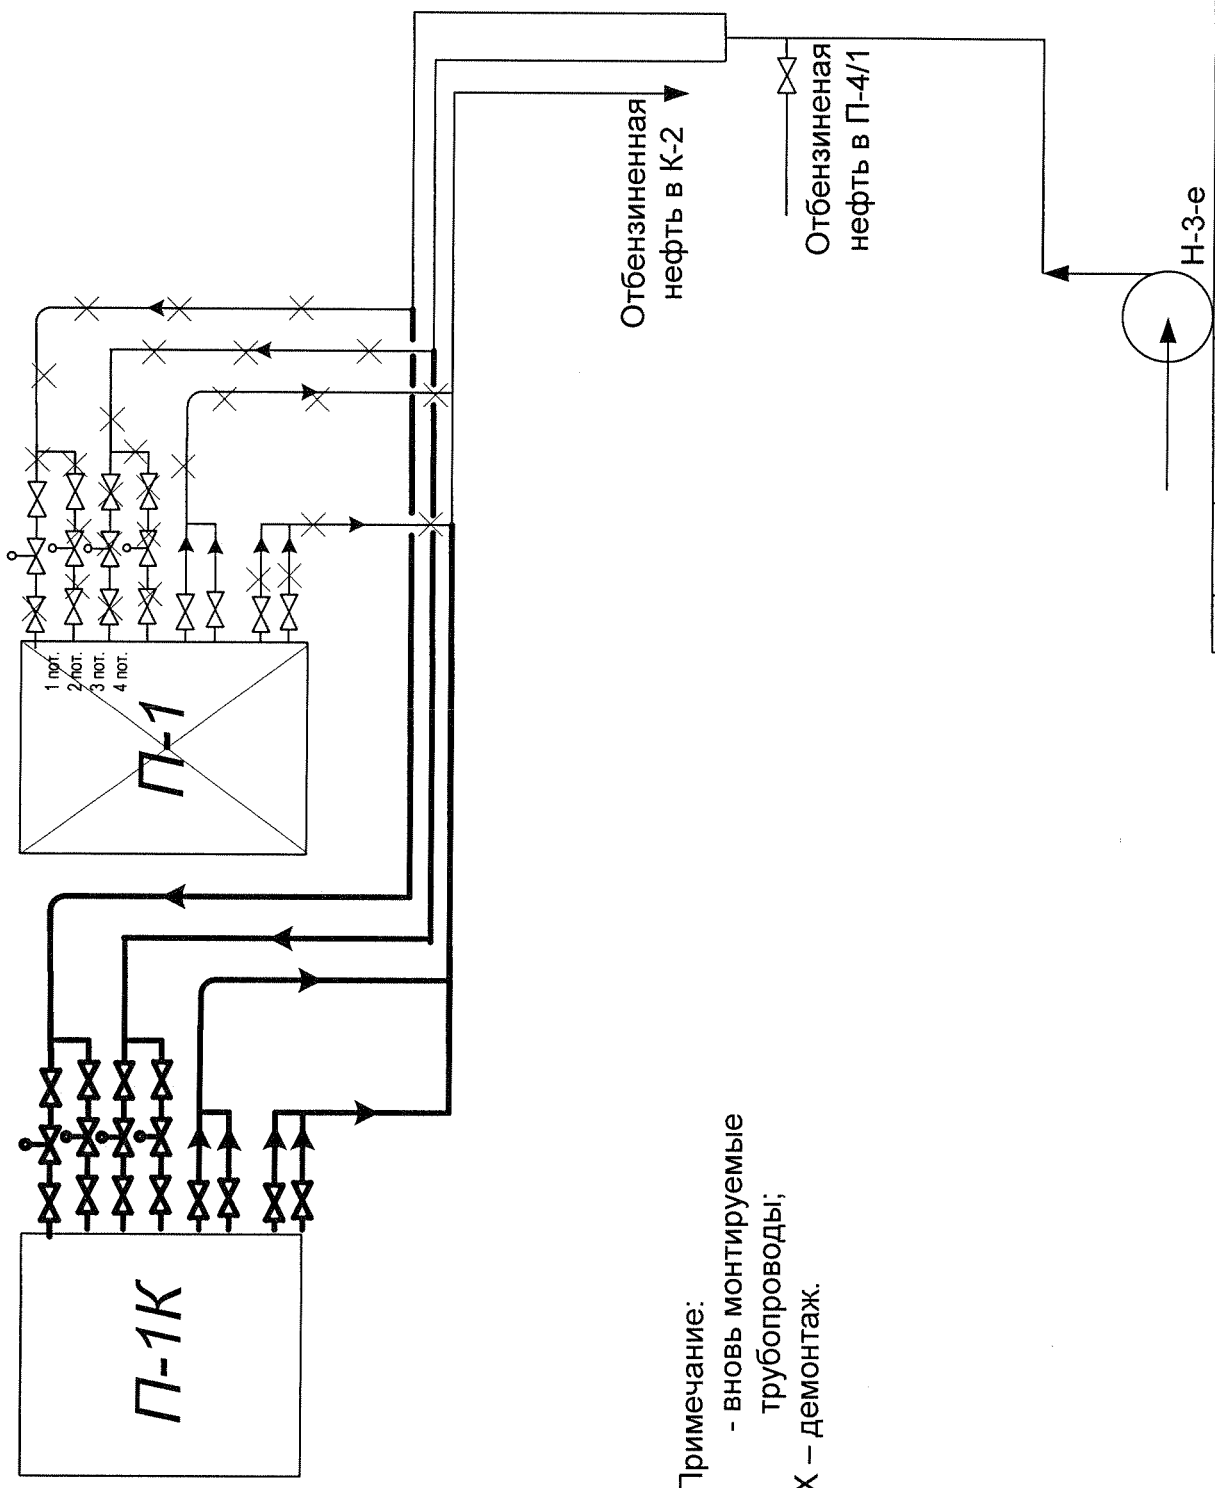 П-1К
П-1
1 пот.
2 пот.
3 пот.
4 пот.
Отбензиненная
нефть в К-2
Отбензиненая
нефть в П-4/1
Н-3-е
Примечание:
- вновь монтируемые
трубопроводы;
Х – демонтаж.